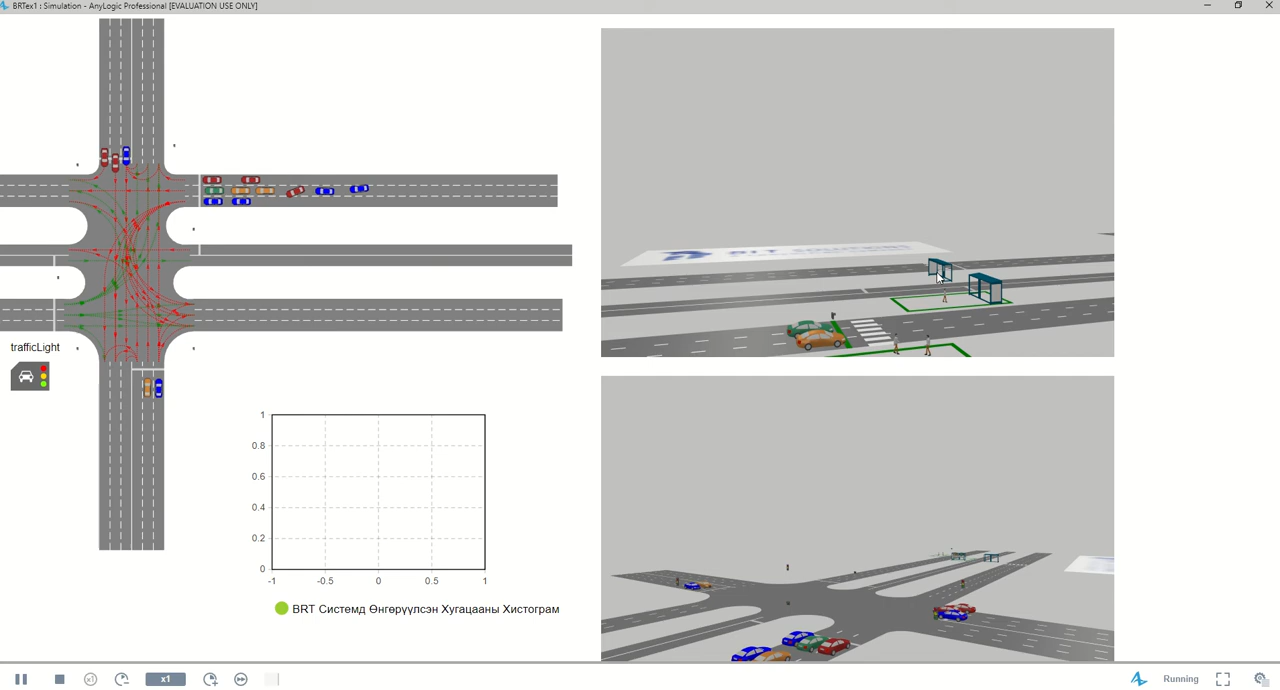 BRTex1 : Simulation - AnyLogic Professional [EVALUATION USE ONLY]
trafficLight
1
0.8
0.6
0.4
0.2
0
-1 -0.5 0 0.5 1
BRT Системд Өнгөрүүлсэн Хугацааны Хистограм
x1
x1
Running